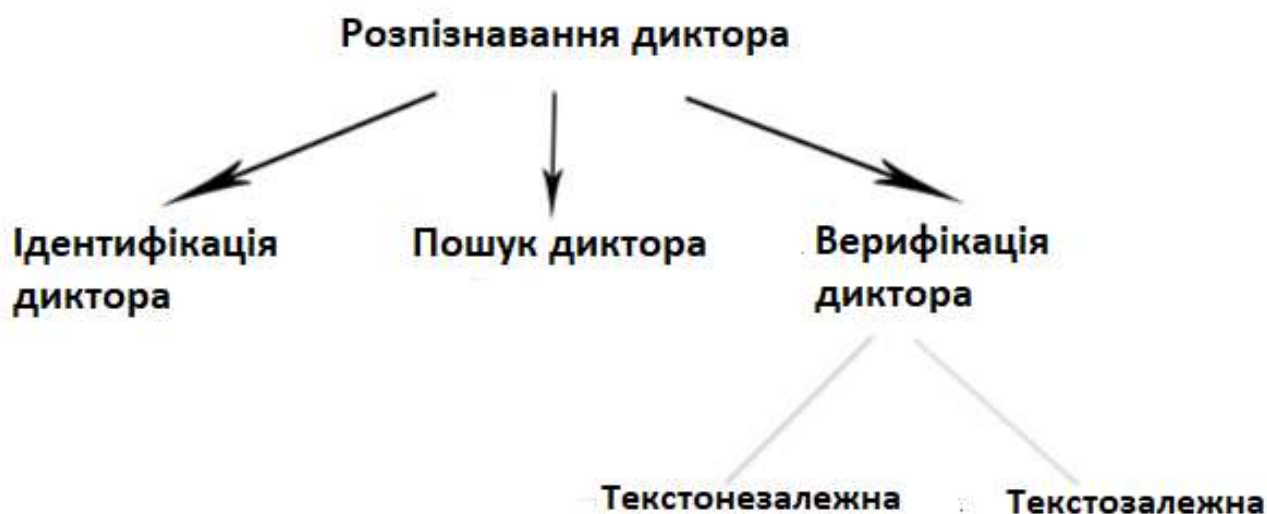 Розпізнавання диктора
Ідентифікація
диктора
Пошук диктора
Верифікація
диктора
Текстонезалежна
Текстозалежна